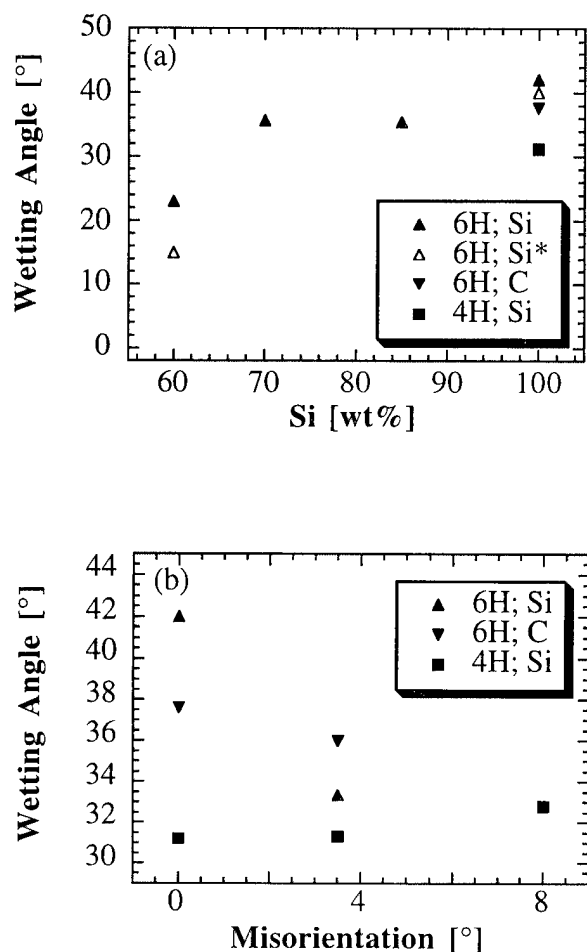 50
(a)
40
30
20
10
0
Wetting Angle [°]
6H; Si
6H; Si*
6H; C
4H; Si
60 70 80 90 100
Si [wt%]
44
(b)
42
40
38
36
34
32
30
Wetting Angle [°]
6H; Si
6H; C
4H; Si
0 4 8
Misorientation [°]